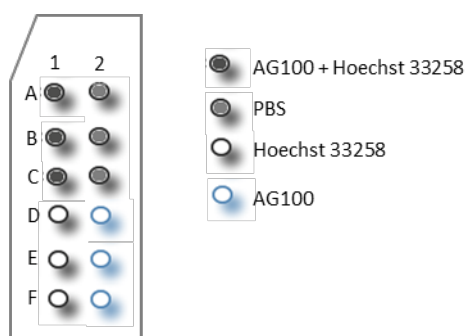 1 2
A
B
C
D
E
F
AG100 + Hoechst 33258
PBS
Hoechst 33258
AG100